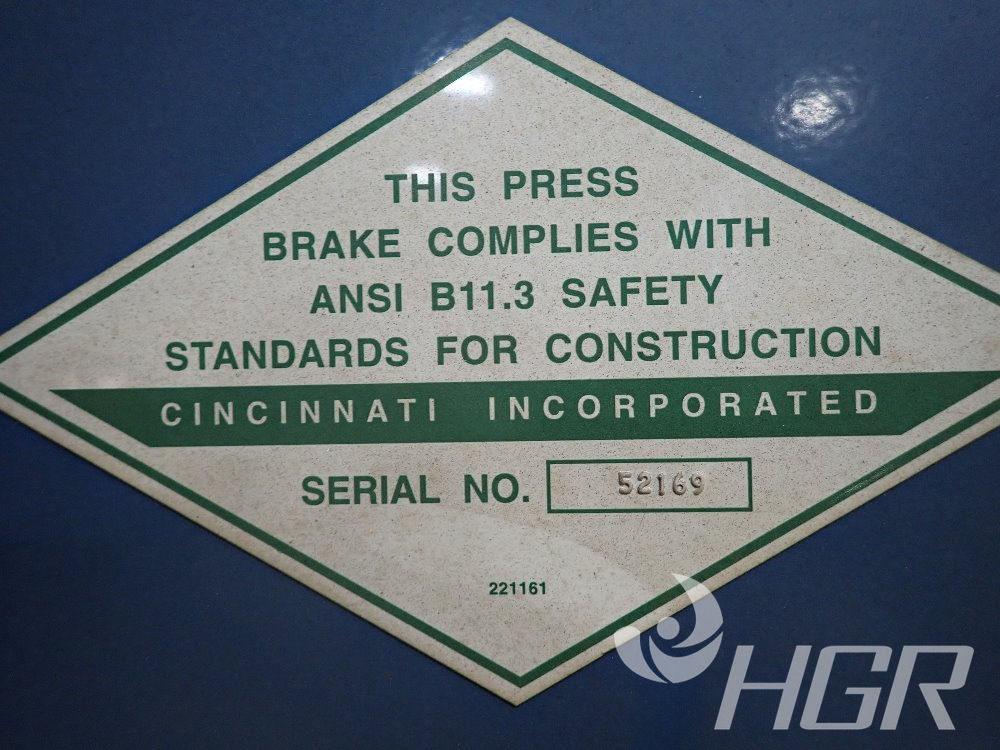 THIS PRESS
BRAKE COMPLIES WITH
ANSI B11.3 SAFETY
STANDARDS FOR CONSTRUCTION
CINCINNATI INCORPORATED
SERIAL NO. 52169
221161
HGR